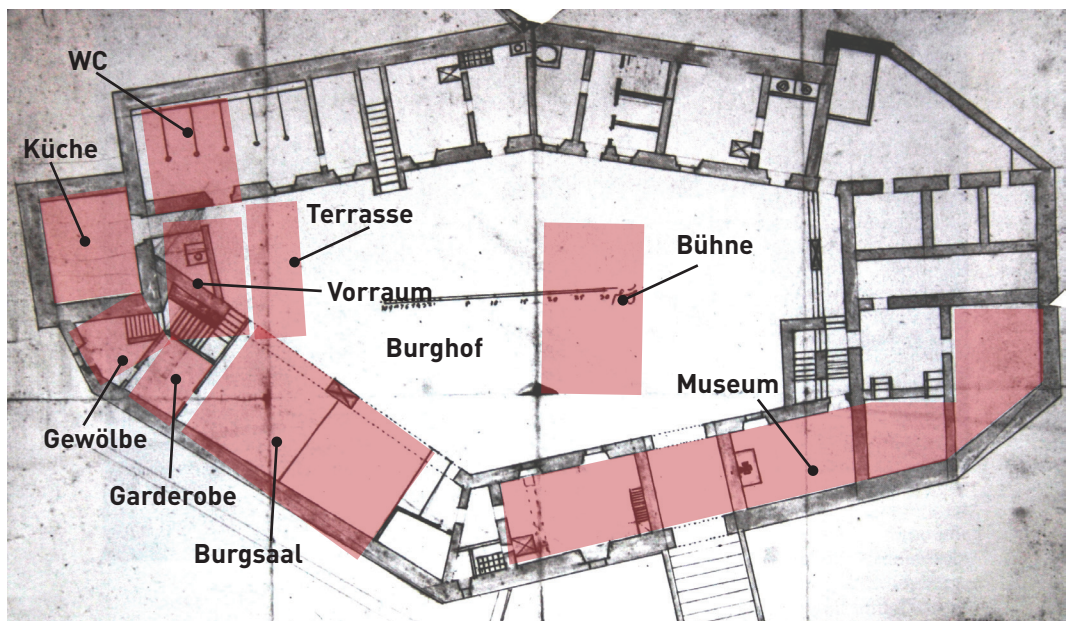 WC
Küche
Terrasse
Bühne
Vorraum
Burghof
Museum
Gewölbe
Garderobe
Burgsaal